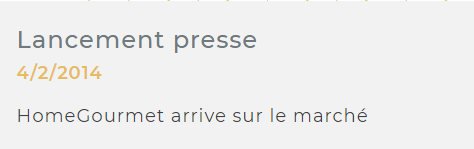 Lancement presse
4/2/2014
HomeGourmet arrive sur le marché